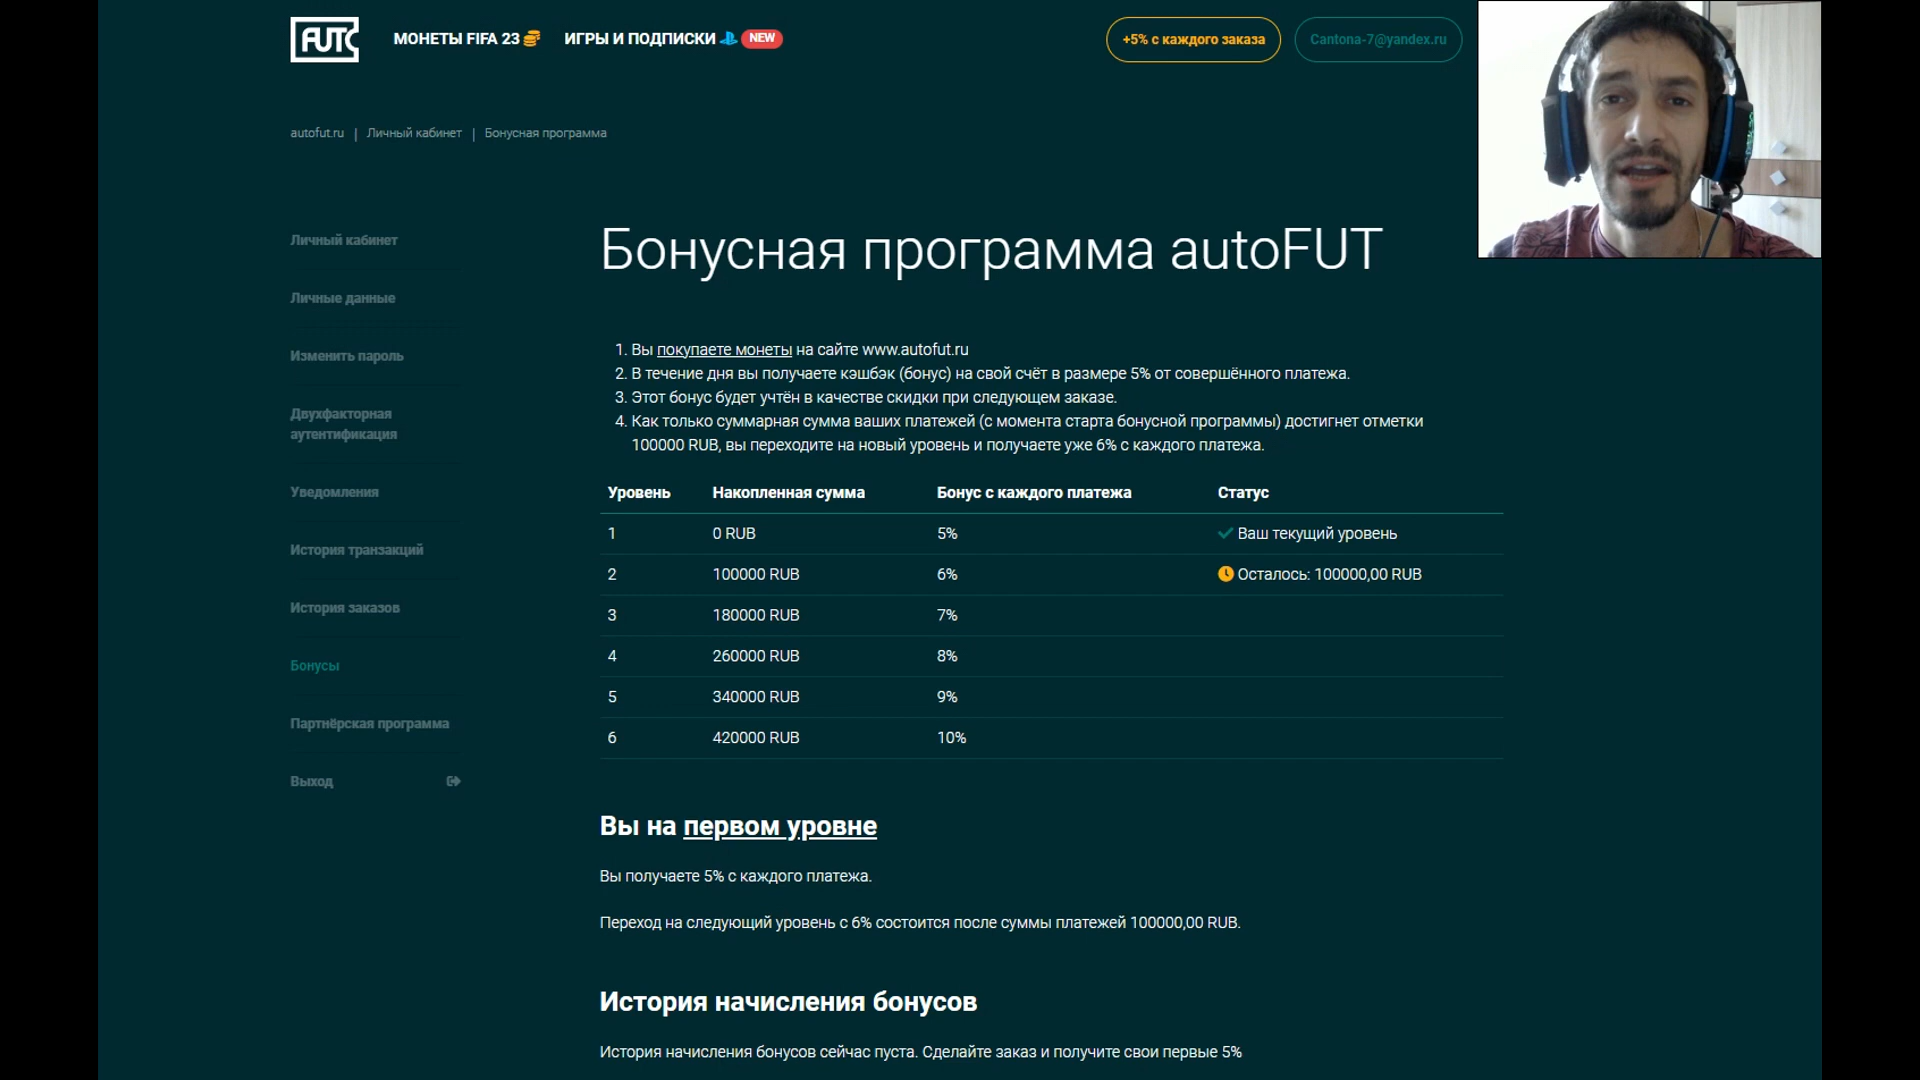 FUT
МОНЕТЫ FIFA 23
ИГРЫ И ПОДПИСКИ NEW
+5% с каждого заказа
Cantona-7@yandex.ru
autofut.ru | Личный кабинет | Бонусная программа
Личный кабинет
Личные данные
Изменить пароль
Двухфакторная
аутентификация
Уведомления
История транзакций
История заказов
Бонусы
Партнёрская программа
Выход
Бонусная программа autoFUT
1. Вы покупаете монеты на сайте www.autofut.ru
2. В течение дня вы получаете кэшбэк (бонус) на свой счёт в размере 5% от совершённого платежа.
3. Этот бонус будет учтён в качестве скидки при следующем заказе.
4. Как только суммарная сумма ваших платежей (с момента старта бонусной программы) достигнет отметки
100000 RUB, вы переходите на новый уровень и получаете уже 6% с каждого платежа.
Уровень Накопленная сумма Бонус с каждого платежа Статус
1 0 RUB 5% Ваш текущий уровень
2 100000 RUB 6% Осталось: 100000,00 RUB
3 180000 RUB 7%
4 260000 RUB 8%
5 340000 RUB 9%
6 420000 RUB 10%
Вы на первом уровне
Вы получаете 5% с каждого платежа.
Переход на следующий уровень с 6% состоится после суммы платежей 100000,00 RUB.
История начисления бонусов
История начисления бонусов сейчас пуста. Сделайте заказ и получите свои первые 5%